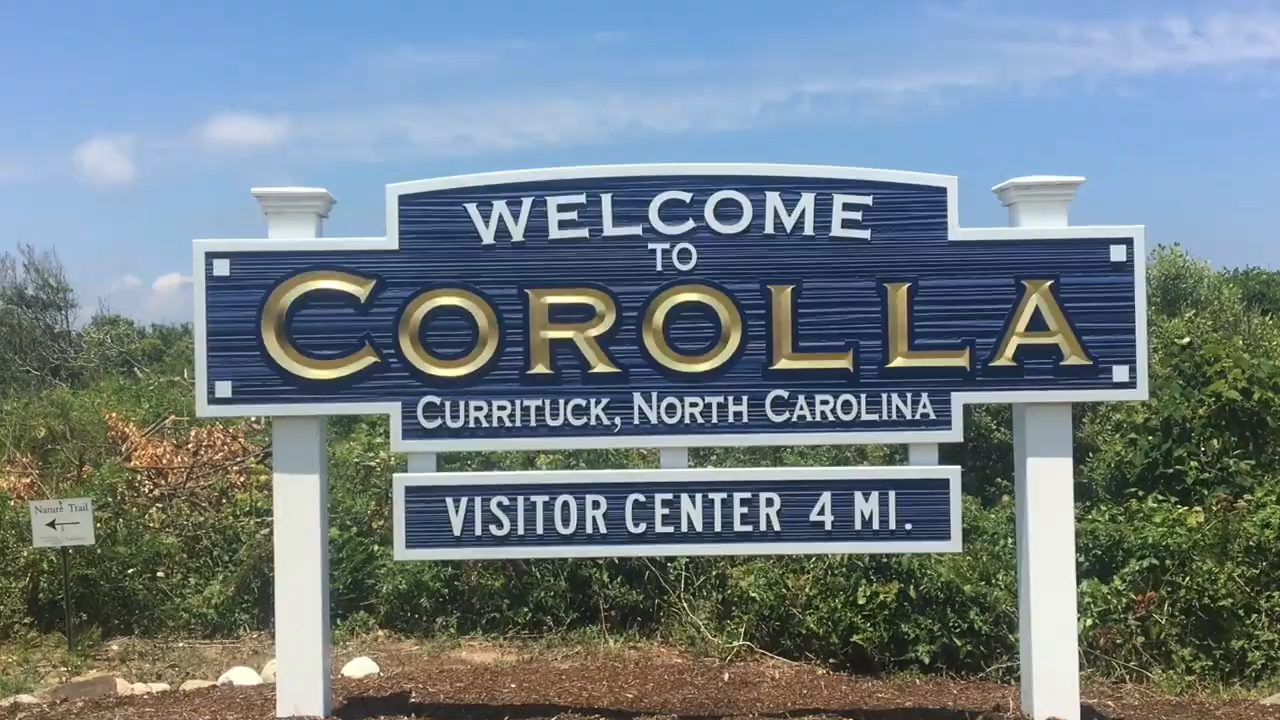 WELCOME
TO
COROLLA
CURRITUCK, NORTH CAROLINA
VISITOR CENTER 4 MI.
Nature Trail